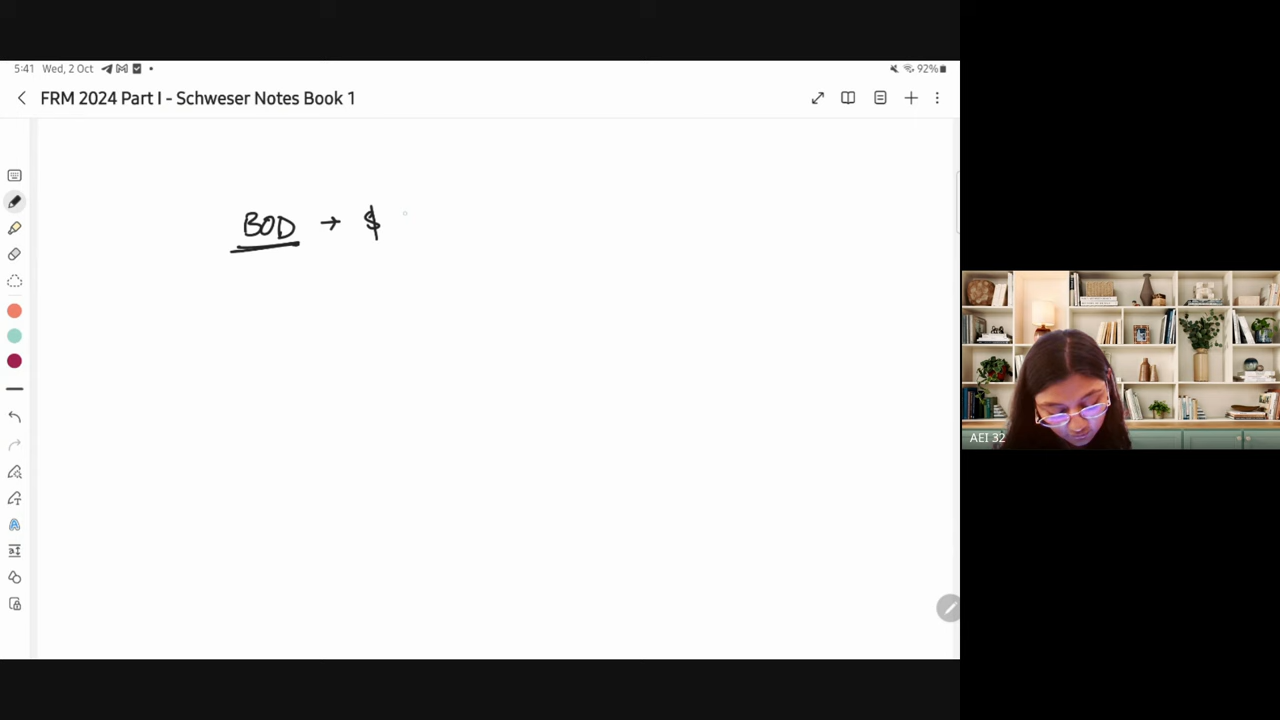 5:41 Wed, 2 Oct 92%
FRM 2024 Part I - Schweser Notes Book 1
BOD → $
AEI 32